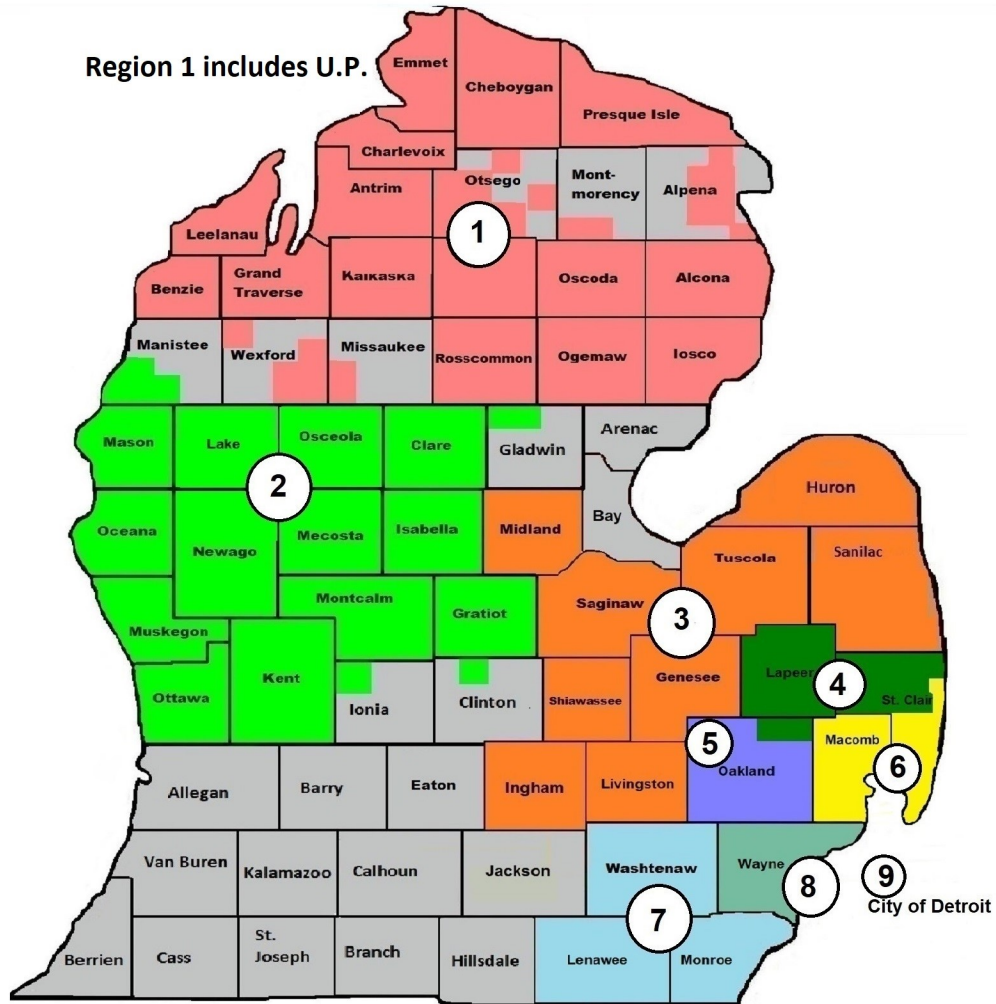 Region 1 includes U.P.
Emmet
Cheboygan
Presque Isle
Charlevoix
Antrim
Otsego
Mont-
morency
Alpena
Leelanau
1
Benzie
Grand
Traverse
Kalkaska
Oscoda
Alcona
Manistee
Wexford
Missaukee
Rosscommon
Ogemaw
Iosco
Mason
Lake
Osceola
Clare
Gladwin
Arenac
2
Huron
Oceana
Newago
Mecosta
Isabella
Midland
Bay
Tuscola
Sanilac
Muskegon
Montcalm
Gratiot
Saginaw
3
Ottawa
Kent
Ionia
Clinton
Shiawassee
Genesee
Lapeer
4
St. Clair
5
Oakland
Macomb
6
Allegan
Barry
Eaton
Ingham
Livingston
Van Buren
Kalamazoo
Calhoun
Jackson
Washtenaw
Wayne
8
9
City of Detroit
7
Berrien
Cass
St.
Joseph
Branch
Hillsdale
Lenawee
Monroe